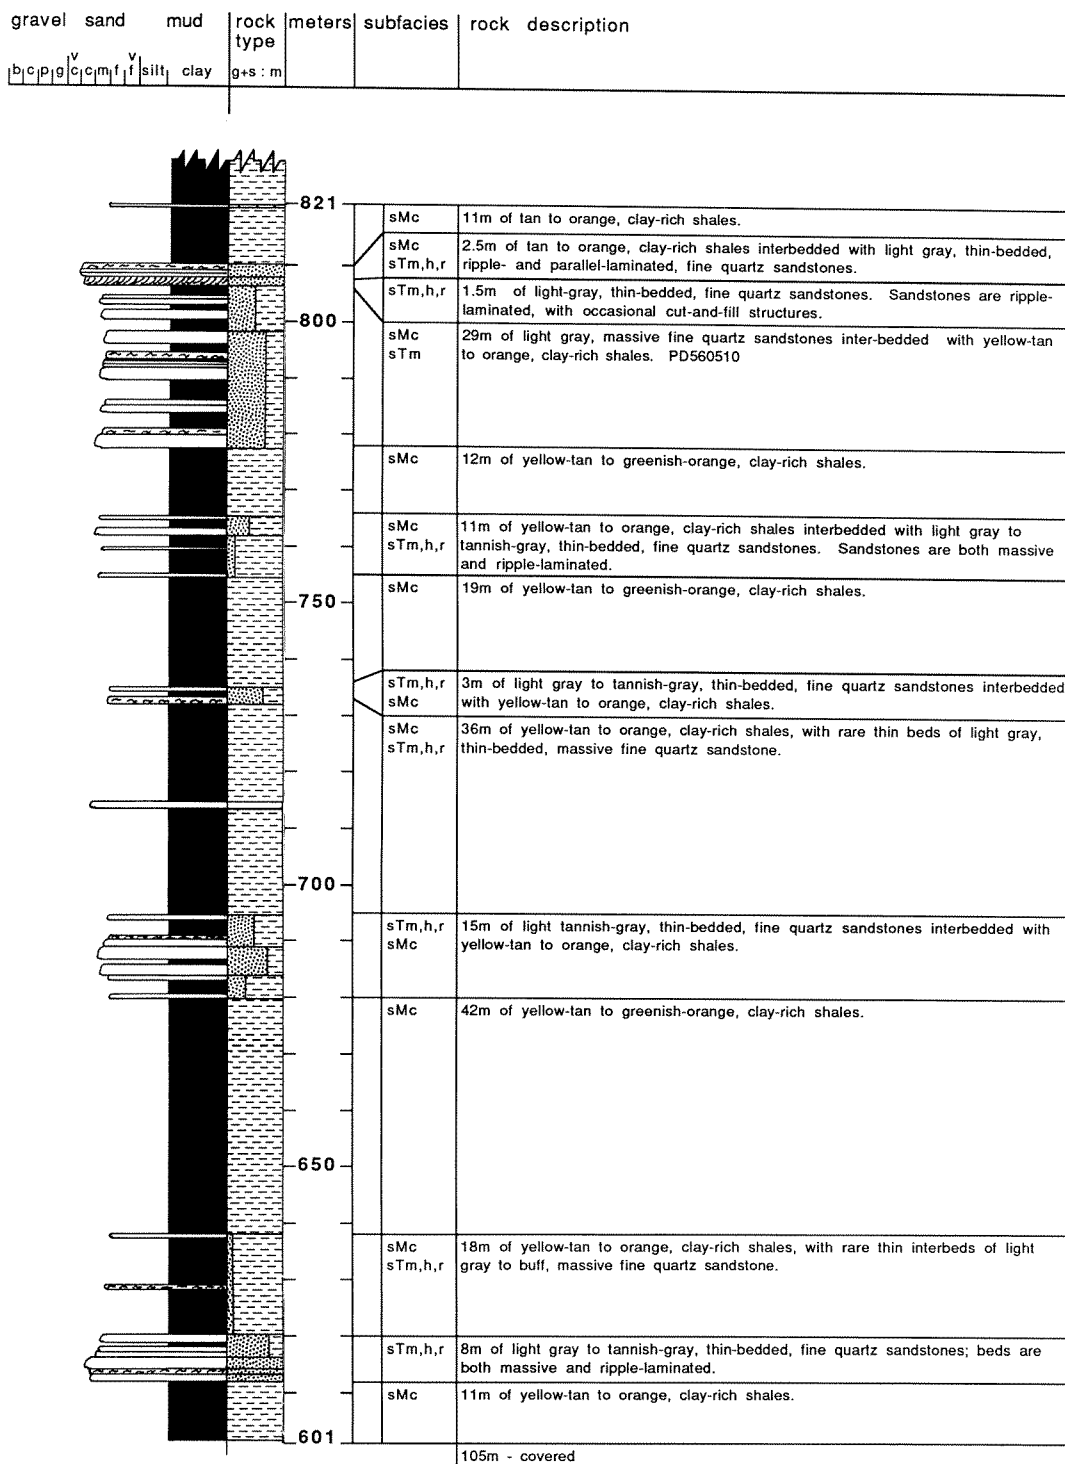 gravel sand mud rock meters subfacies rock description
type
v v
b c p g c c m f f silt clay g+s : m
821
sMc 11m of tan to orange, clay-rich shales.
sMc 2.5m of tan to orange, clay-rich shales interbedded with light gray, thin-bedded,
sTm,h,r ripple- and parallel-laminated, fine quartz sandstones.
sTm,h,r 1.5m of light-gray, thin-bedded, fine quartz sandstones. Sandstones are ripple-
laminated, with occasional cut-and-fill structures.
800
sMc 29m of light gray, massive fine quartz sandstones inter-bedded with yellow-tan
sTm to orange, clay-rich shales. PD560510
sMc 12m of yellow-tan to greenish-orange, clay-rich shales.
sMc 11m of yellow-tan to orange, clay-rich shales interbedded with light gray to
sTm,h,r tannish-gray, thin-bedded, fine quartz sandstones. Sandstones are both massive
and ripple-laminated.
sMc 19m of yellow-tan to greenish-orange, clay-rich shales.
750
sTm,h,r 3m of light gray to tannish-gray, thin-bedded, fine quartz sandstones interbedded
sMc with yellow-tan to orange, clay-rich shales.
sMc 36m of yellow-tan to orange, clay-rich shales, with rare thin beds of light gray,
sTm,h,r thin-bedded, massive fine quartz sandstone.
700
sTm,h,r 15m of light tannish-gray, thin-bedded, fine quartz sandstones interbedded with
sMc yellow-tan to orange, clay-rich shales.
sMc 42m of yellow-tan to greenish-orange, clay-rich shales.
650
sMc 18m of yellow-tan to orange, clay-rich shales, with rare thin interbeds of light
sTm,h,r gray to buff, massive fine quartz sandstone.
sTm,h,r 8m of light gray to tannish-gray, thin-bedded, fine quartz sandstones; beds are
both massive and ripple-laminated.
sMc 11m of yellow-tan to orange, clay-rich shales.
601
105m - covered